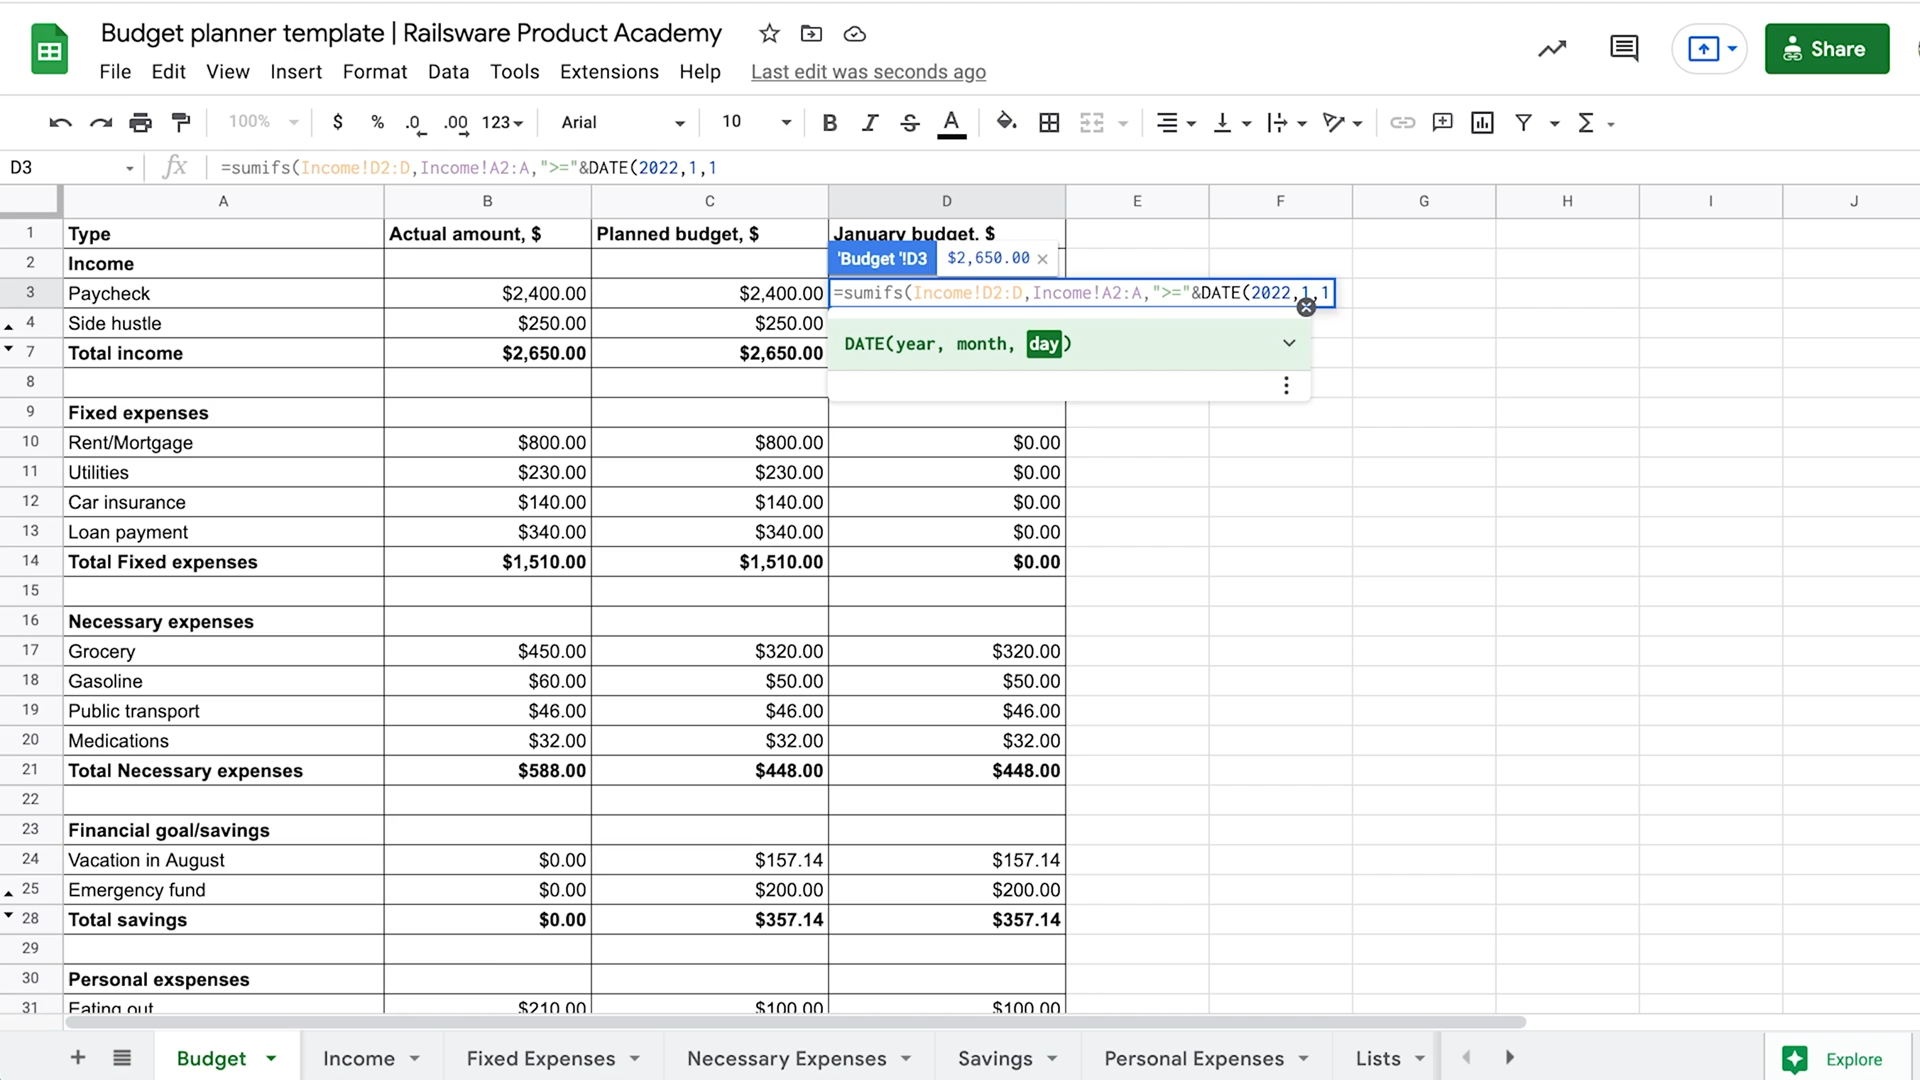 Budget planner template | Railsware Product Academy
File Edit View Insert Format Data Tools Extensions Help Last edit was seconds ago
Share
100% $ % .0 .00 123 Arial 10 B I S A Σ
D3 fx =sumifs(Income!D2:D,Income!A2:A,">="&DATE(2022,1,1
A B C D E F G H I J
1 Type Actual amount, $ Planned budget, $ January budget, $
2 Income 'Budget '!D3 $2,650.00 ×
3 Paycheck $2,400.00 $2,400.00 =sumifs(Income!D2:D,Income!A2:A,">="&DATE(2022,1,1
4 Side hustle $250.00 $250.00 DATE(year, month, day)
7 Total income $2,650.00 $2,650.00
8
9 Fixed expenses
10 Rent/Mortgage $800.00 $800.00 $0.00
11 Utilities $230.00 $230.00 $0.00
12 Car insurance $140.00 $140.00 $0.00
13 Loan payment $340.00 $340.00 $0.00
14 Total Fixed expenses $1,510.00 $1,510.00 $0.00
15
16 Necessary expenses
17 Grocery $450.00 $320.00 $320.00
18 Gasoline $60.00 $50.00 $50.00
19 Public transport $46.00 $46.00 $46.00
20 Medications $32.00 $32.00 $32.00
21 Total Necessary expenses $588.00 $448.00 $448.00
22
23 Financial goal/savings
24 Vacation in August $0.00 $157.14 $157.14
25 Emergency fund $0.00 $200.00 $200.00
28 Total savings $0.00 $357.14 $357.14
29
30 Personal exspenses
31 Eating out $210.00 $100.00 $100.00
+ Budget Income Fixed Expenses Necessary Expenses Savings Personal Expenses Lists Explore